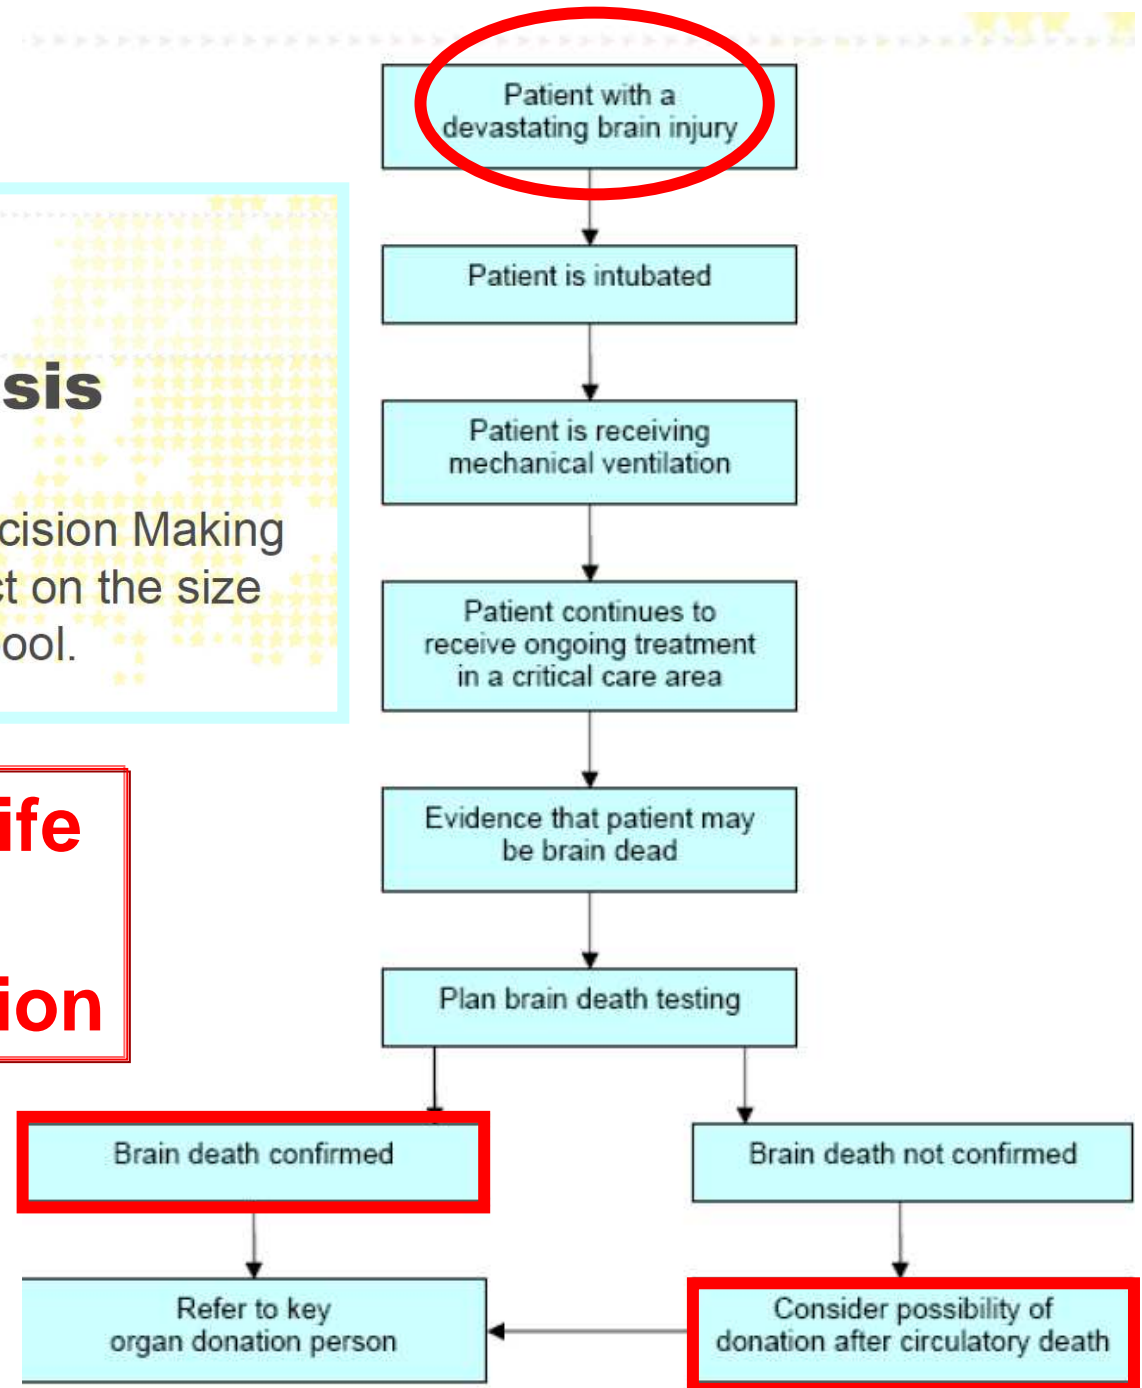 Patient with a
devastating brain injury
Patient is intubated
sis
Patient is receiving
mechanical ventilation
cision Making
ct on the size
ool.
Patient continues to
receive ongoing treatment
in a critical care area
ife
tion
Evidence that patient may
be brain dead
Plan brain death testing
Brain death confirmed
Brain death not confirmed
Refer to key
organ donation person
Consider possibility of
donation after circulatory death